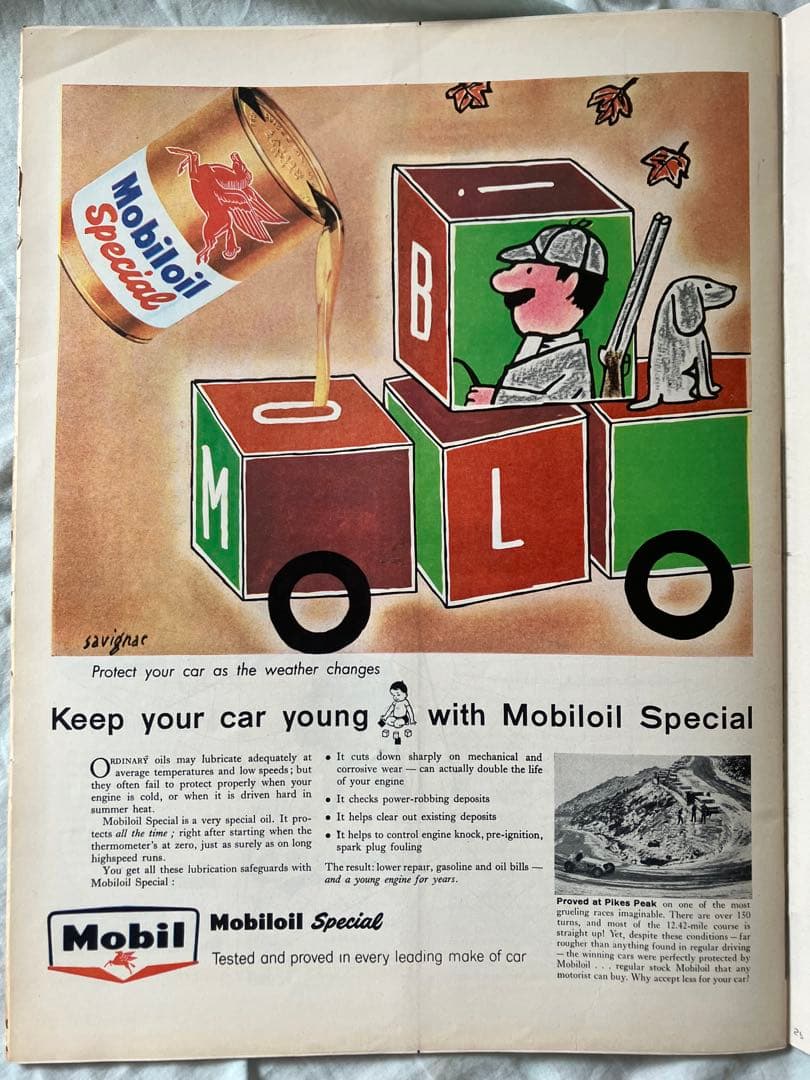 Mobiloil
Special
B
M
O
L
savignac
Protect your car as the weather changes
Keep your car young with Mobiloil Special
ORDINARY oils may lubricate adequately at
average temperatures and low speeds; but
they often fail to protect properly when your
engine is cold, or when it is driven hard in
summer heat.
Mobiloil Special is a very special oil. It pro-
tects all the time; right after starting when the
thermometer's at zero, just as surely as on long
highspeed runs.
You get all these lubrication safeguards with
Mobiloil Special:
• It cuts down sharply on mechanical and
corrosive wear — can actually double the life
of your engine
• It checks power-robbing deposits
• It helps clear out existing deposits
• It helps to control engine knock, pre-ignition,
spark plug fouling
The result: lower repair, gasoline and oil bills —
and a young engine for years.
Proved at Pikes Peak on one of the most
grueling races imaginable. There are over 150
turns, and most of the 12.42-mile course is
straight up! Yet, despite these conditions — far
rougher than anything found in regular driving
— the winning cars were perfectly protected by
Mobiloil . . . regular stock Mobiloil that any
motorist can buy. Why accept less for your car?
Mobil
Mobiloil Special
Tested and proved in every leading make of car